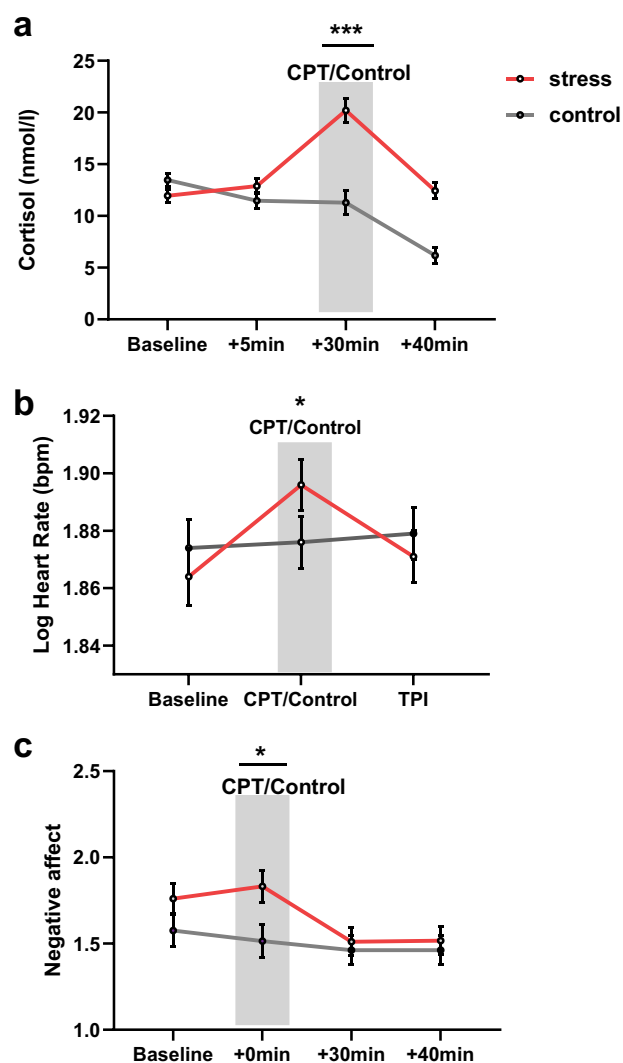 a
***
CPT/Control
stress
control
Cortisol (nmol/l)
25
20
15
10
5
0
Baseline +5min +30min +40min
b
*
CPT/Control
Log Heart Rate (bpm)
1.92
1.90
1.88
1.86
1.84
Baseline CPT/Control TPI
c
*
CPT/Control
Negative affect
2.5
2.0
1.5
1.0
Baseline +0min +30min +40min